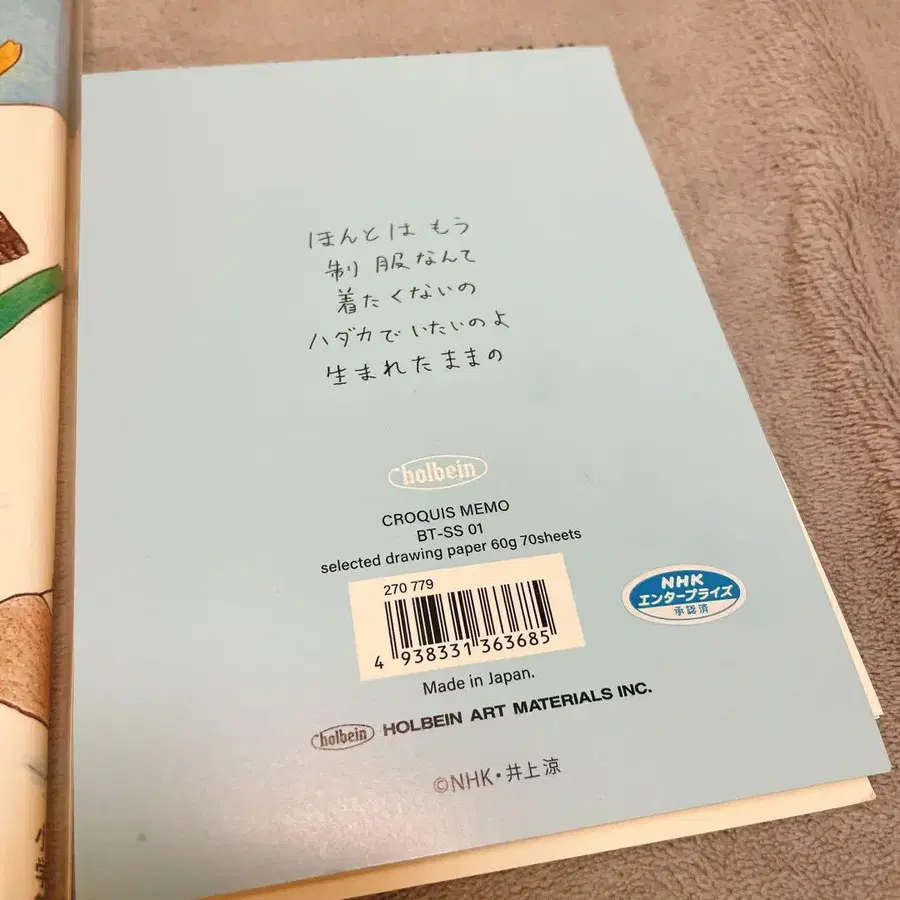 ほんとは もう
制服なんて
着たくないの
ハダカで いたいのよ
生まれたままの
holbein
CROQUIS MEMO
BT-SS 01
selected drawing paper 60g 70sheets
270 779
4 938331 363685
NHK
エンタープライズ
承認済
Made in Japan.
holbein HOLBEIN ART MATERIALS INC.
©NHK・井上涼